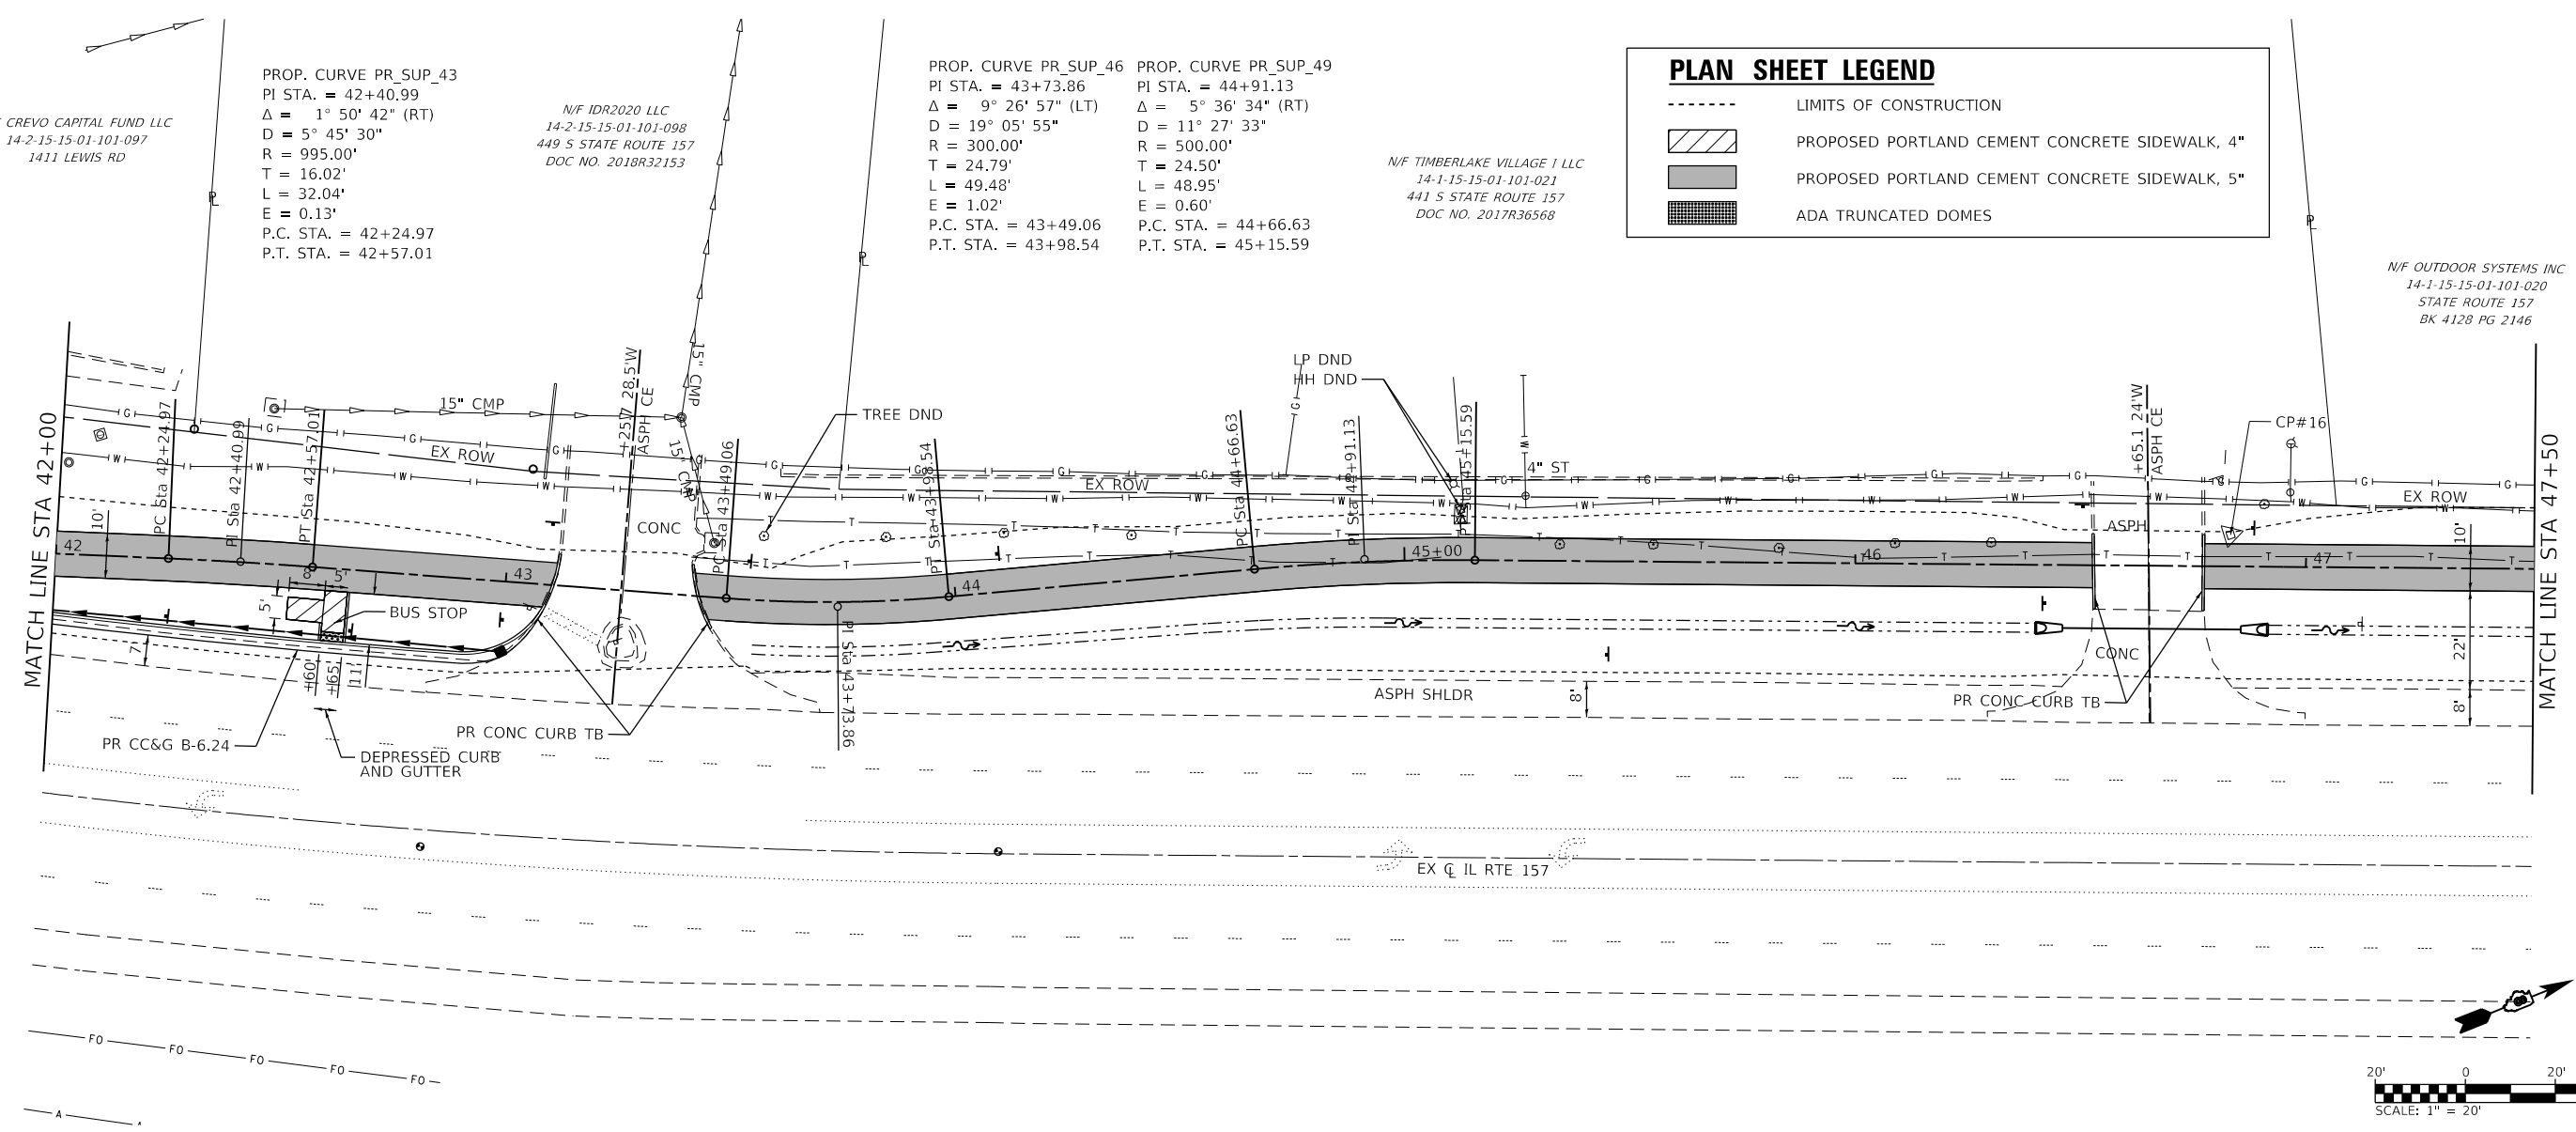 CREVO CAPITAL FUND LLC
14-2-15-15-01-101-097
1411 LEWIS RD
PROP. CURVE PR_SUP_43
PI STA. = 42+40.99
Δ = 1° 50' 42" (RT)
D = 5° 45' 30"
R = 995.00'
T = 16.02'
L = 32.04'
E = 0.13'
P.C. STA. = 42+24.97
P.T. STA. = 42+57.01
N/F IDR2020 LLC
14-2-15-15-01-101-098
449 S STATE ROUTE 157
DOC NO. 2018R32153
PROP. CURVE PR_SUP_46
PI STA. = 43+73.86
Δ = 9° 26' 57" (LT)
D = 19° 05' 55"
R = 300.00'
T = 24.79'
L = 49.48'
E = 1.02'
P.C. STA. = 43+49.06
P.T. STA. = 43+98.54
PROP. CURVE PR_SUP_49
PI STA. = 44+91.13
Δ = 5° 36' 34" (RT)
D = 11° 27' 33"
R = 500.00'
T = 24.50'
L = 48.95'
E = 0.60'
P.C. STA. = 44+66.63
P.T. STA. = 45+15.59
N/F TIMBERLAKE VILLAGE I LLC
14-1-15-15-01-101-021
441 S STATE ROUTE 157
DOC NO. 2017R36568
PLAN SHEET LEGEND
LIMITS OF CONSTRUCTION
PROPOSED PORTLAND CEMENT CONCRETE SIDEWALK, 4"
PROPOSED PORTLAND CEMENT CONCRETE SIDEWALK, 5"
ADA TRUNCATED DOMES
N/F OUTDOOR SYSTEMS INC
14-1-15-15-01-101-020
STATE ROUTE 157
BK 4128 PG 2146
MATCH LINE STA 42+00
PC Sta 42+24.97
PI Sta 42+40.99
PT Sta 42+57.01
15" CMP
EX ROW
+25.7 28.5'W
ASPH CE
15" CMP
15" CMP
CONC
PC Sta 43+49.06
TREE DND
PT Sta 43+98.54
PI Sta 43+73.86
EX ROW
PC Sta 44+66.63
PI Sta 44+91.13
LP DND
HH DND
Sta 45+15.59
4" ST
+65.1 24'W
ASPH CE
CP#16
EX ROW
ASPH
MATCH LINE STA 47+50
42
43
44
45+00
46
47
10'
8'
5'
5'
BUS STOP
7'
+60
+65
11'
PR CC&G B-6.24
DEPRESSED CURB
AND GUTTER
PR CONC CURB TB
ASPH SHLDR
8'
CONC
PR CONC CURB TB
10'
22'
8'
EX ℄ IL RTE 157
FO FO FO FO FO
A
20' 0 20'
SCALE: 1" = 20'